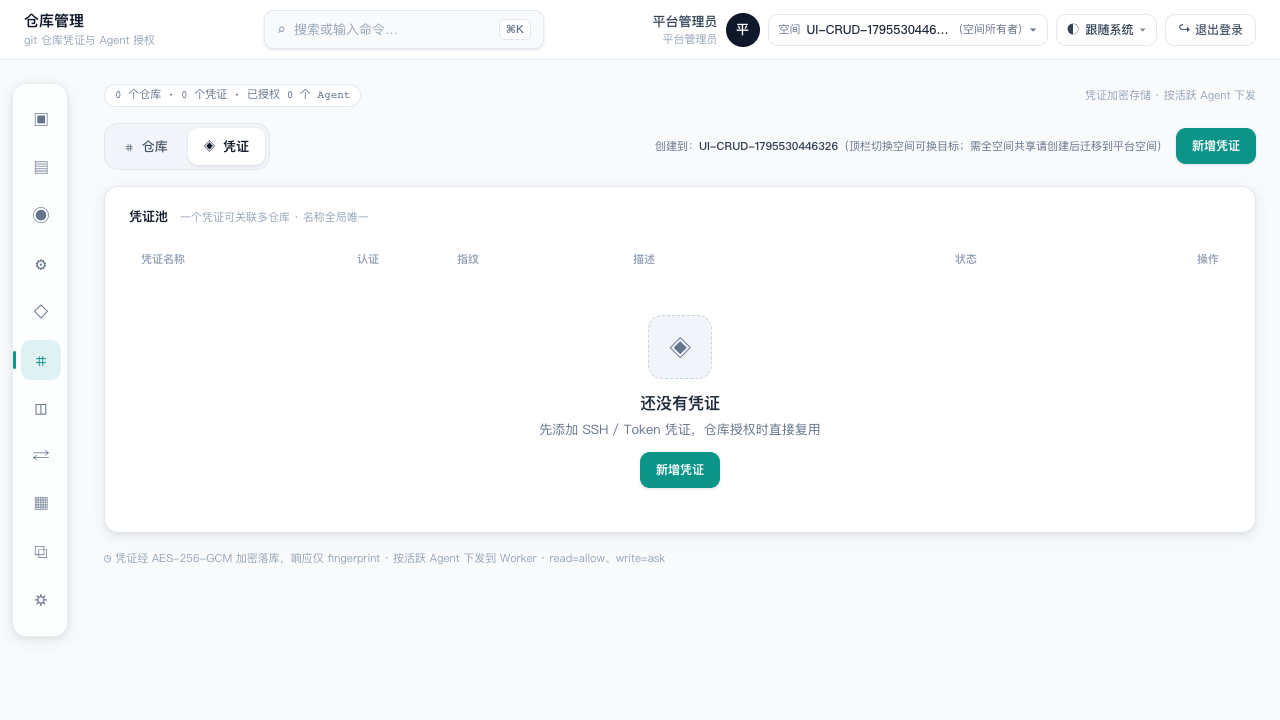 仓库管理
git 仓库凭证与 Agent 授权
搜索或输入命令... ⌘K
平台管理员
平台管理员
平
空间 UI-CRUD-1795530446... (空间所有者)
跟随系统
退出登录
0 个仓库 · 0 个凭证 · 已授权 0 个 Agent
凭证加密存储 · 按活跃 Agent 下发
仓库
凭证
创建到：UI-CRUD-1795530446326（顶栏切换空间可换目标；需全空间共享请创建后迁移到平台空间）
新增凭证
凭证池 一个凭证可关联多仓库 · 名称全局唯一
凭证名称 认证 指纹 描述 状态 操作
还没有凭证
先添加 SSH / Token 凭证，仓库授权时直接复用
新增凭证
凭证经 AES-256-GCM 加密落库，响应仅 fingerprint · 按活跃 Agent 下发到 Worker · read=allow、write=ask